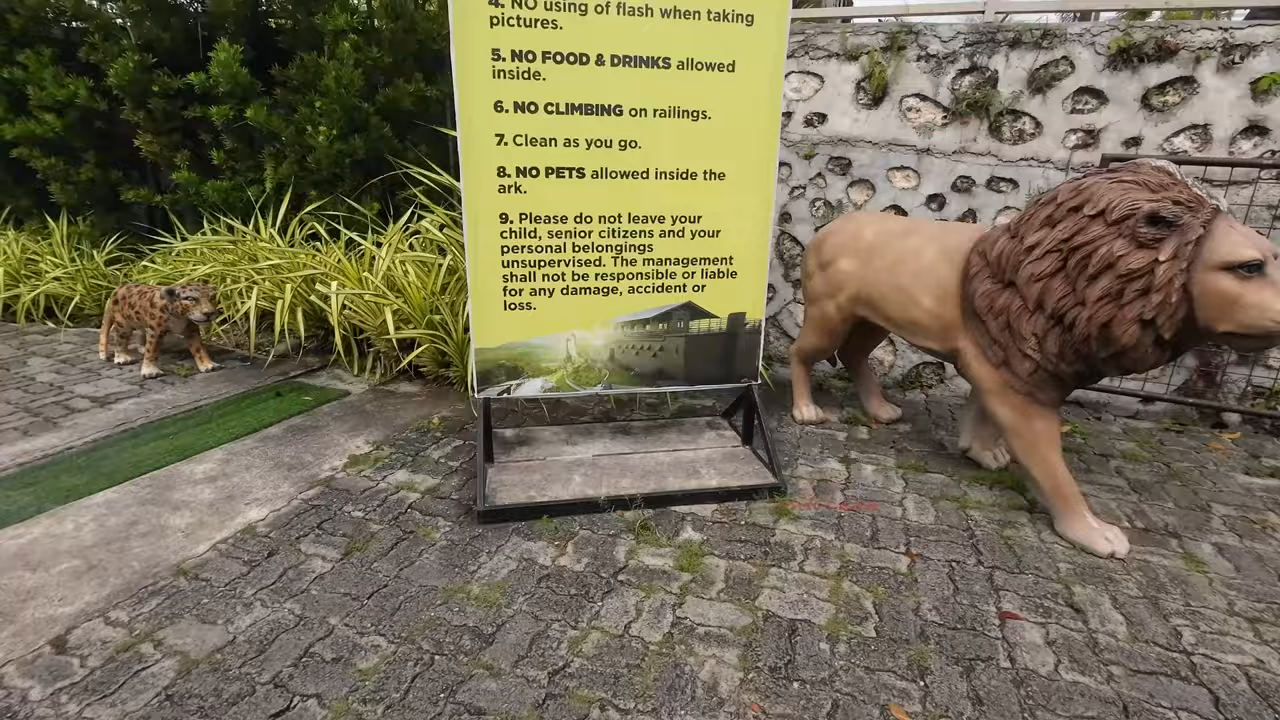 4. NO using of flash when taking
pictures.
5. NO FOOD & DRINKS allowed
inside.
6. NO CLIMBING on railings.
7. Clean as you go.
8. NO PETS allowed inside the
ark.
9. Please do not leave your
child, senior citizens and your
personal belongings
unsupervised. The management
shall not be responsible or liable
for any damage, accident or
loss.